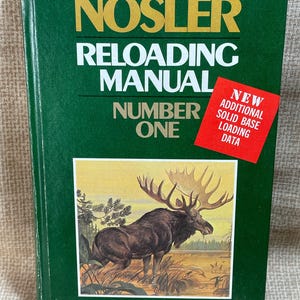 NOSLER
RELOADING
MANUAL
NUMBER
ONE
NEW
ADDITIONAL
SOLID BASE
LOADING
DATA